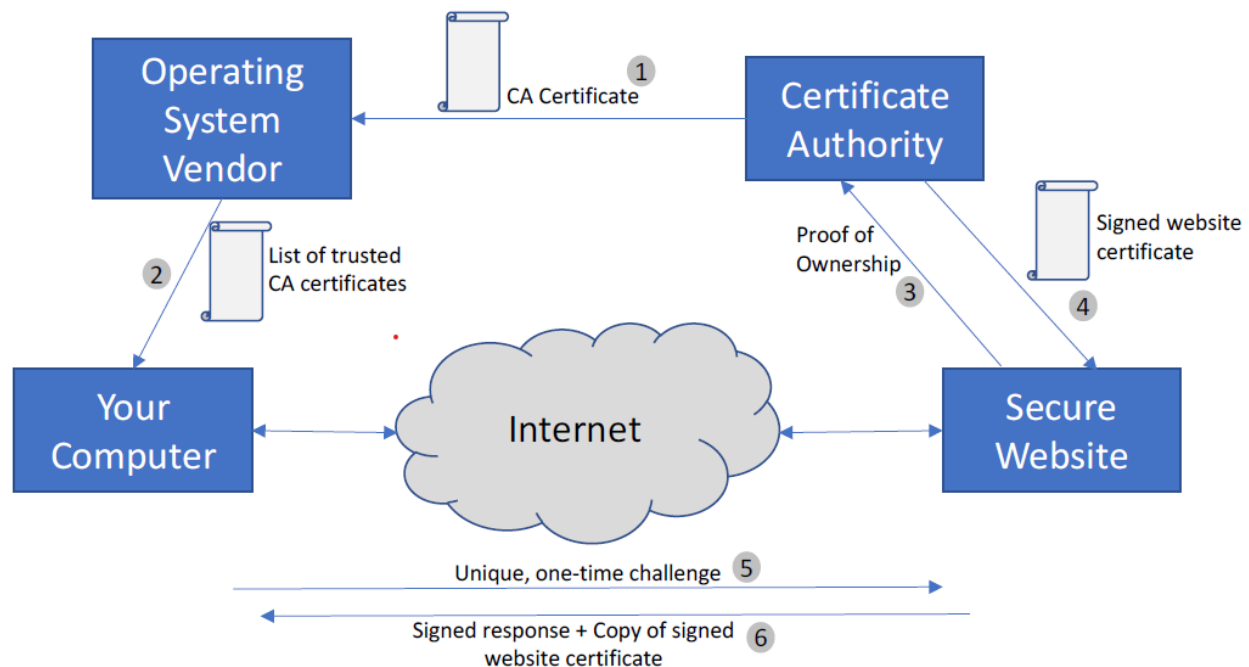 Operating
System
Vendor
1
CA Certificate
Certificate
Authority
2
List of trusted
CA certificates
Proof of
Ownership
3
Signed website
certificate
4
Your
Computer
Internet
Secure
Website
Unique, one-time challenge
5
Signed response + Copy of signed
website certificate
6